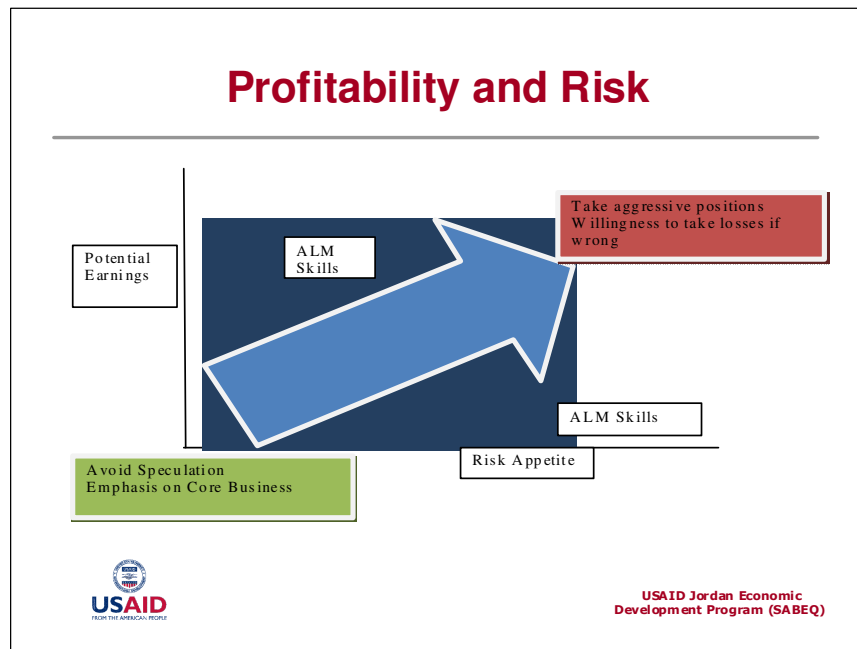 Profitability and Risk
Take aggressive positions
Willingness to take losses if
wrong
ALM
Skills
Potential
Earnings
ALM Skills
Risk Appetite
Avoid Speculation
Emphasis on Core Business
USAID
FROM THE AMERICAN PEOPLE
USAID Jordan Economic
Development Program (SABEQ)